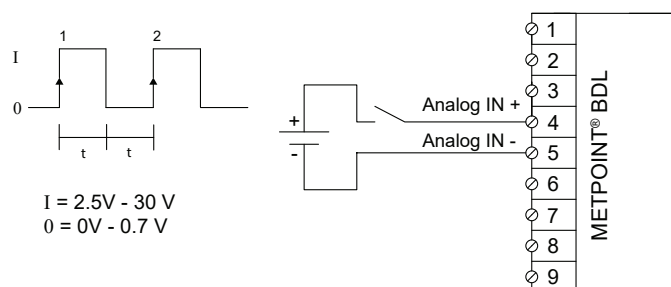 1
2
I
0
t
t
I = 2.5V - 30 V
0 = 0V - 0.7 V
+
-
Analog IN +
Analog IN -
1
2
3
4
5
6
7
8
9
METPOINT® BDL